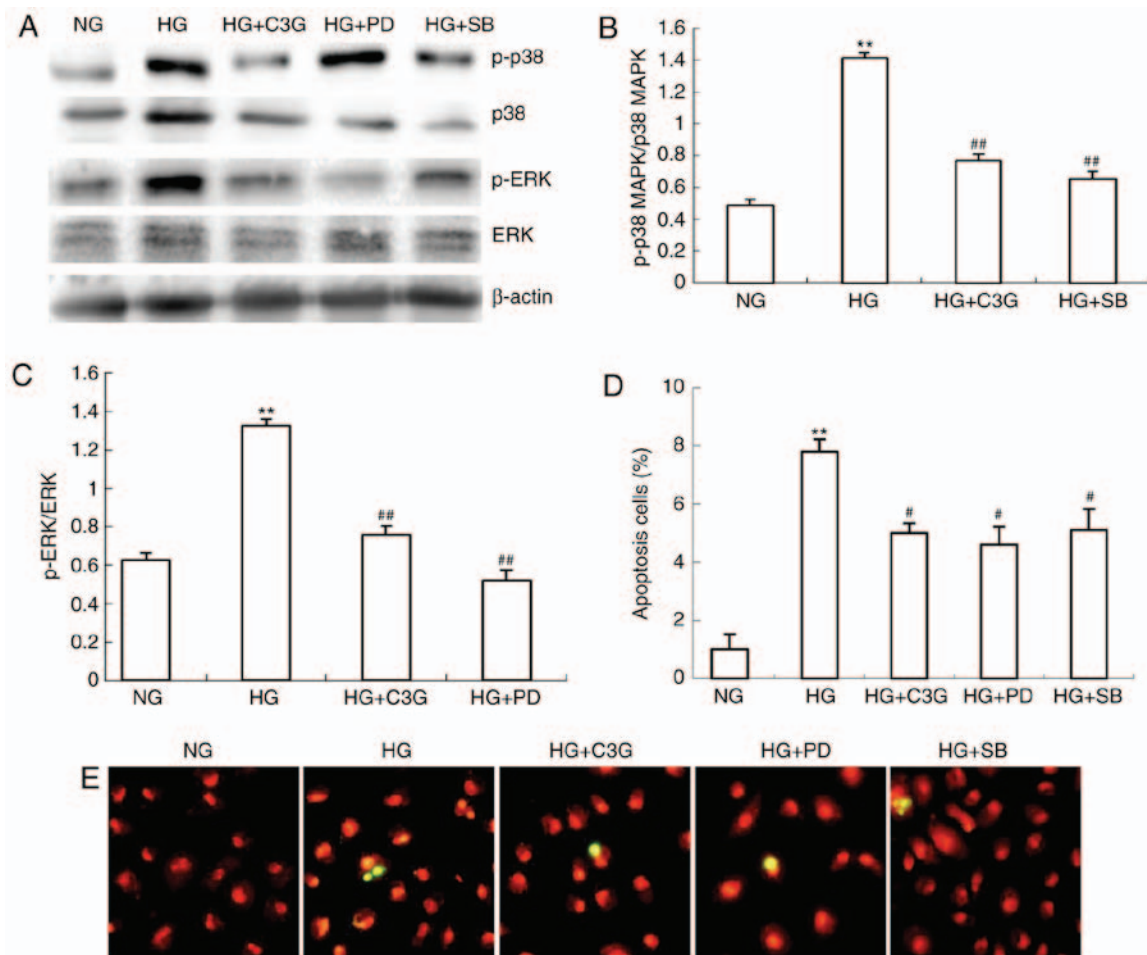 A
NG HG HG+C3G HG+PD HG+SB
p-p38
p38
p-ERK
ERK
β-actin
B
p-p38 MAPK/p38 MAPK
1.6
1.4
1.2
1
0.8
0.6
0.4
0.2
0
**
##
##
NG HG HG+C3G HG+SB
C
p-ERK/ERK
1.6
1.4
1.2
1
0.8
0.6
0.4
0.2
0
**
##
##
NG HG HG+C3G HG+PD
D
Apoptosis cells (%)
10
8
6
4
2
0
**
#
#
#
NG HG HG+C3G HG+PD HG+SB
E
NG HG HG+C3G HG+PD HG+SB